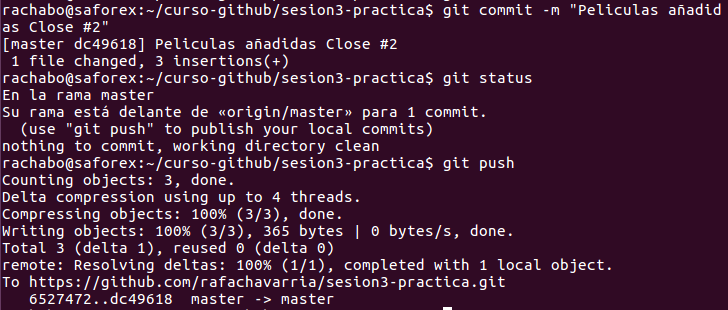 rachabo@saforex:~/curso-github/sesion3-practica$ git commit -m "Peliculas añadid
as Close #2"
[master dc49618] Peliculas añadidas Close #2
 1 file changed, 3 insertions(+)
rachabo@saforex:~/curso-github/sesion3-practica$ git status
En la rama master
Su rama está delante de «origin/master» para 1 commit.
  (use "git push" to publish your local commits)
nothing to commit, working directory clean
rachabo@saforex:~/curso-github/sesion3-practica$ git push
Counting objects: 3, done.
Delta compression using up to 4 threads.
Compressing objects: 100% (3/3), done.
Writing objects: 100% (3/3), 365 bytes | 0 bytes/s, done.
Total 3 (delta 1), reused 0 (delta 0)
remote: Resolving deltas: 100% (1/1), completed with 1 local object.
To https://github.com/rafachavarria/sesion3-practica.git
   6527472..dc49618  master -> master